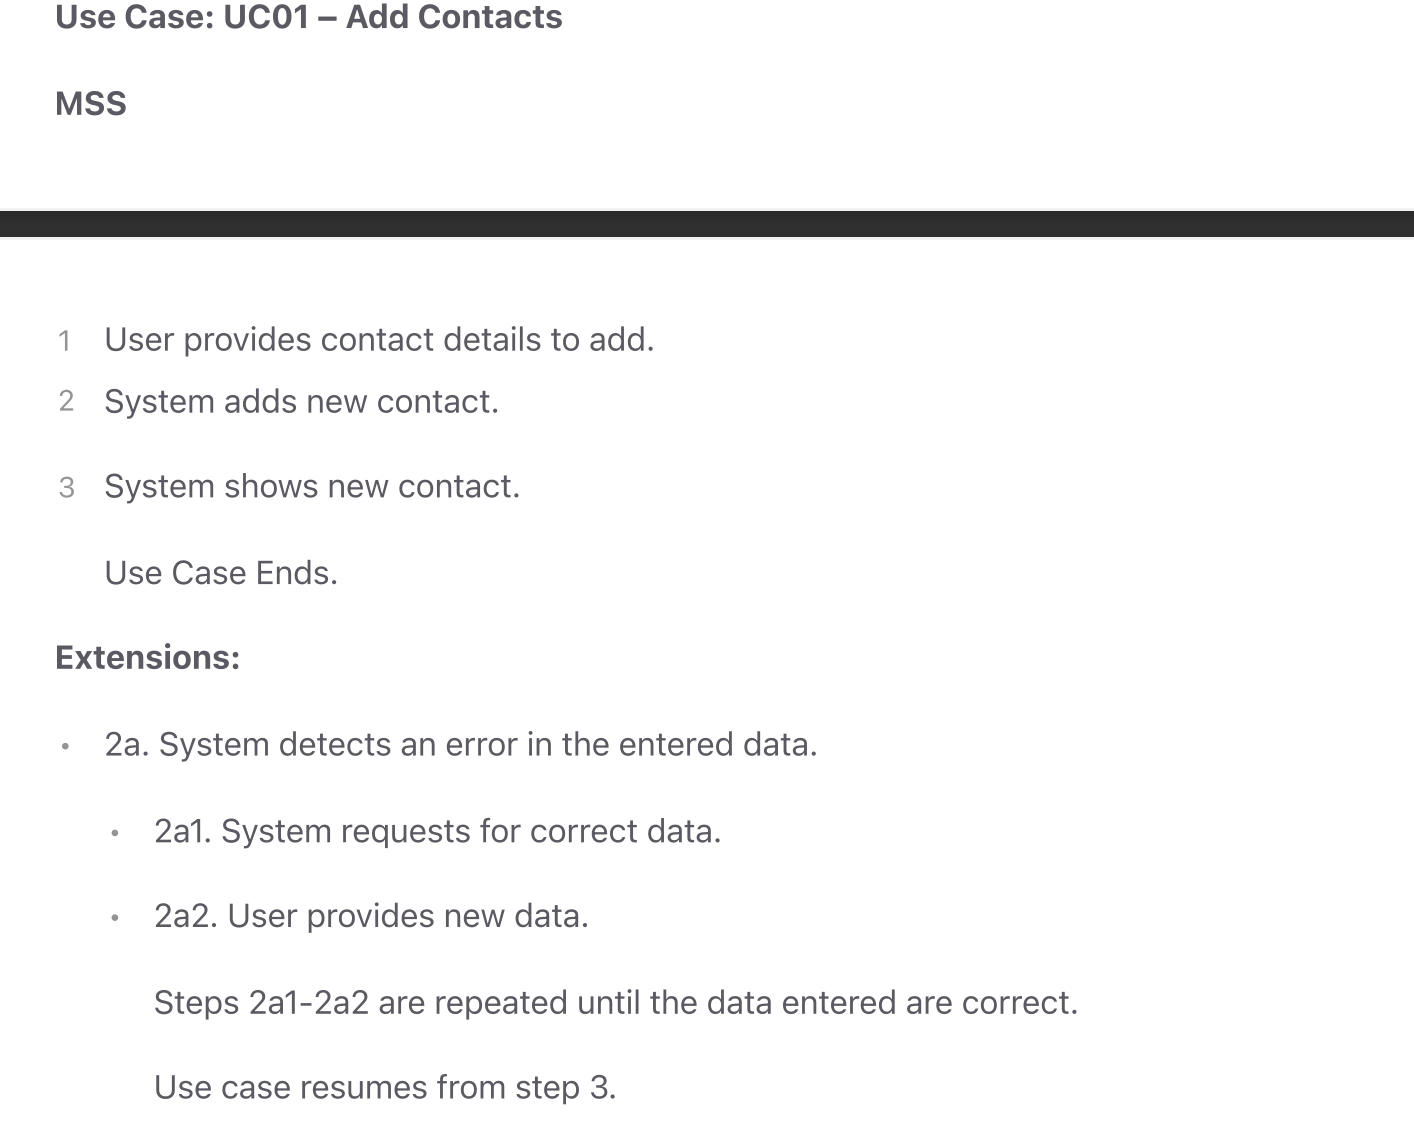 Use Case: UC01 – Add Contacts
MSS
1 User provides contact details to add.
2 System adds new contact.
3 System shows new contact.
Use Case Ends.
Extensions:
• 2a. System detects an error in the entered data.
• 2a1. System requests for correct data.
• 2a2. User provides new data.
Steps 2a1-2a2 are repeated until the data entered are correct.
Use case resumes from step 3.